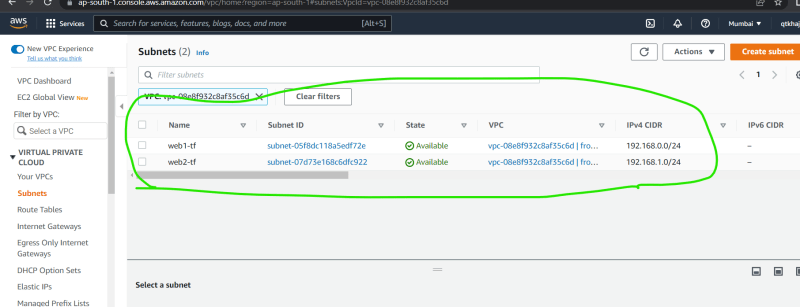 ap-south-1.console.aws.amazon.com/vpc/home?region=ap-south-1#subnets:VpcId=vpc-08e8f932c8af35c6d
aws
Services
Search for services, features, blogs, docs, and more
[Alt+S]
Mumbai
qtkhaj
New VPC Experience
Tell us what you think
VPC Dashboard
EC2 Global View New
Filter by VPC:
Select a VPC
VIRTUAL PRIVATE
CLOUD
Your VPCs
Subnets
Route Tables
Internet Gateways
Egress Only Internet
Gateways
DHCP Option Sets
Elastic IPs
Managed Prefix Lists
Subnets (2) Info
Actions
Create subnet
Filter subnets
1
VPC: vpc-08e8f932c8af35c6d
Clear filters
Name Subnet ID State VPC IPv4 CIDR IPv6 CIDR
web1-tf subnet-05f8dc118a5edf72e Available vpc-08e8f932c8af35c6d | fro... 192.168.0.0/24 –
web2-tf subnet-07d73e168c6dfc922 Available vpc-08e8f932c8af35c6d | fro... 192.168.1.0/24 –
Select a subnet